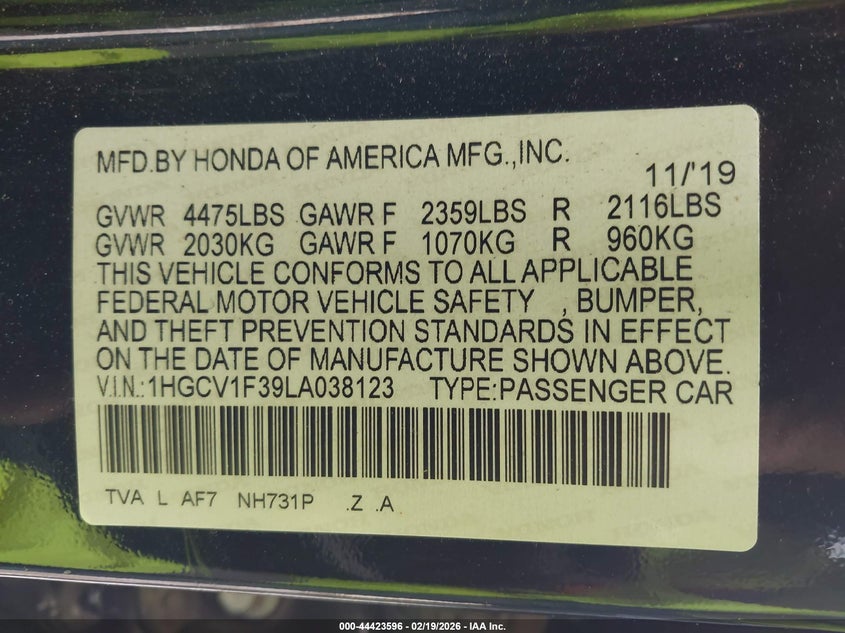 MFD.BY HONDA OF AMERICA MFG.,INC.
11/'19
GVWR 4475LBS GAWR F 2359LBS R 2116LBS
GVWR 2030KG GAWR F 1070KG R 960KG
THIS VEHICLE CONFORMS TO ALL APPLICABLE
FEDERAL MOTOR VEHICLE SAFETY , BUMPER,
AND THEFT PREVENTION STANDARDS IN EFFECT
ON THE DATE OF MANUFACTURE SHOWN ABOVE.
V.I.N.:1HGCV1F39LA038123 TYPE:PASSENGER CAR
TVA L AF7 NH731P .Z .A
000-44423596 - 02/19/2026 - IAA Inc.